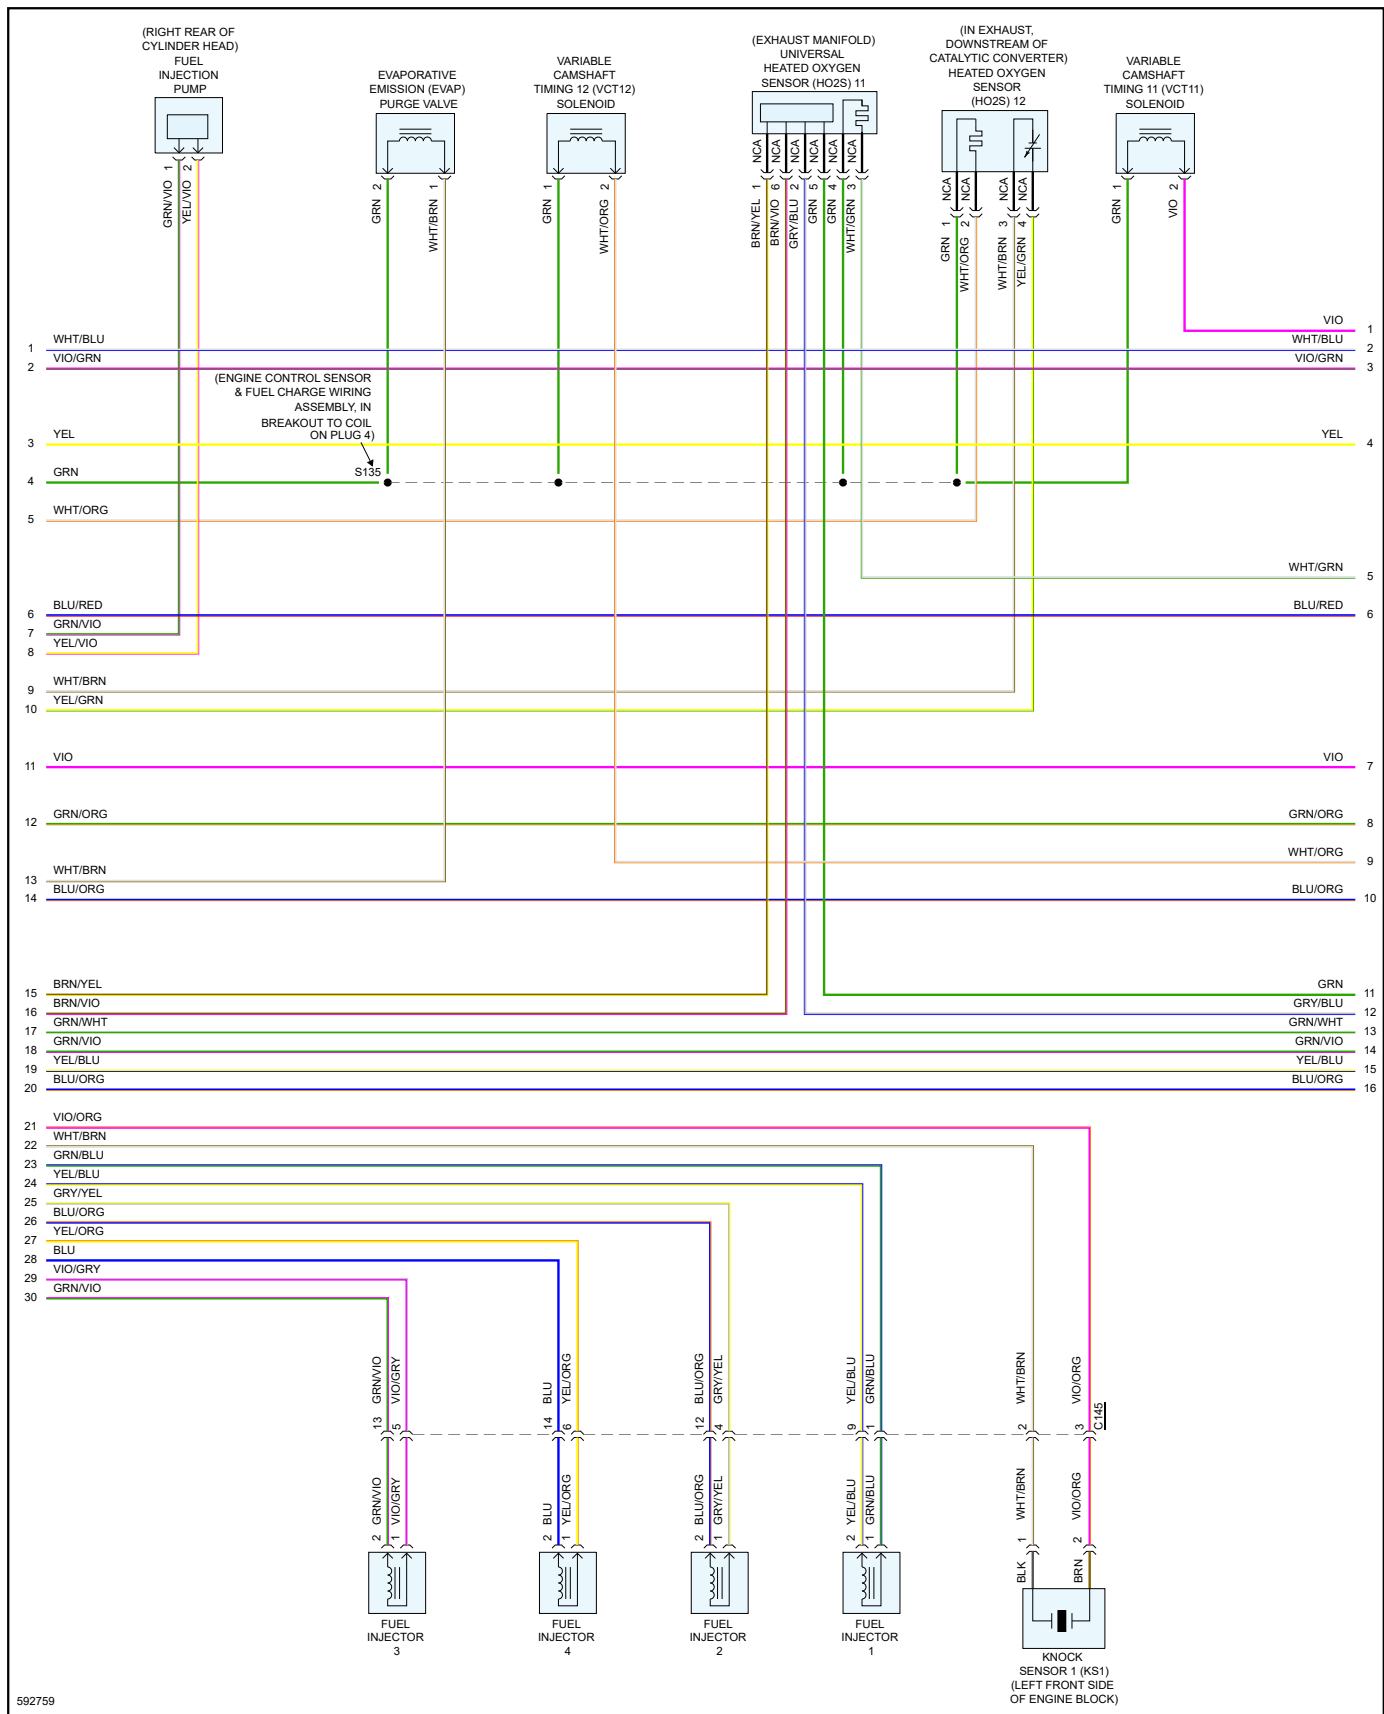 (RIGHT REAR OF
CYLINDER HEAD)
FUEL
INJECTION
PUMP
EVAPORATIVE
EMISSION (EVAP)
PURGE VALVE
VARIABLE
CAMSHAFT
TIMING 12 (VCT12)
SOLENOID
(EXHAUST MANIFOLD)
UNIVERSAL
HEATED OXYGEN
SENSOR (HO2S) 11
(IN EXHAUST,
DOWNSTREAM OF
CATALYTIC CONVERTER)
HEATED OXYGEN
SENSOR
(HO2S) 12
VARIABLE
CAMSHAFT
TIMING 11 (VCT11)
SOLENOID
GRN/VIO 1
YEL/VIO 2
GRN 2
WHT/BRN 1
GRN 1
WHT/ORG 2
BRN/YEL 1 NCA
BRN/VIO 6 NCA
GRY/BLU 2 NCA
GRN 5 NCA
GRN 4 NCA
WHT/GRN 3 NCA
GRN 1 NCA
WHT/ORG 2 NCA
WHT/BRN 3 NCA
YEL/GRN 4 NCA
GRN 1
VIO 2
VIO 1
1 WHT/BLU WHT/BLU 2
2 VIO/GRN VIO/GRN 3
(ENGINE CONTROL SENSOR
& FUEL CHARGE WIRING
ASSEMBLY, IN
BREAKOUT TO COIL
ON PLUG 4)
3 YEL YEL 4
S135
4 GRN
5 WHT/ORG
WHT/GRN 5
6 BLU/RED BLU/RED 6
7 GRN/VIO
8 YEL/VIO
9 WHT/BRN
10 YEL/GRN
11 VIO VIO 7
12 GRN/ORG GRN/ORG 8
WHT/ORG 9
13 WHT/BRN
14 BLU/ORG BLU/ORG 10
15 BRN/YEL GRN 11
16 BRN/VIO GRY/BLU 12
17 GRN/WHT GRN/WHT 13
18 GRN/VIO GRN/VIO 14
19 YEL/BLU YEL/BLU 15
20 BLU/ORG BLU/ORG 16
21 VIO/ORG
22 WHT/BRN
23 GRN/BLU
24 YEL/BLU
25 GRY/YEL
26 BLU/ORG
27 YEL/ORG
28 BLU
29 VIO/GRY
30 GRN/VIO
13 GRN/VIO
5 VIO/GRY
14 BLU
6 YEL/ORG
12 BLU/ORG
4 GRY/YEL
9 YEL/BLU
1 GRN/BLU
2 WHT/BRN
3 VIO/ORG
C145
2 GRN/VIO
1 VIO/GRY
2 BLU
1 YEL/ORG
2 BLU/ORG
1 GRY/YEL
2 YEL/BLU
1 GRN/BLU
BLK 1 WHT/BRN
BRN 2 VIO/ORG
FUEL
INJECTOR
3
FUEL
INJECTOR
4
FUEL
INJECTOR
2
FUEL
INJECTOR
1
KNOCK
SENSOR 1 (KS1)
(LEFT FRONT SIDE
OF ENGINE BLOCK)
592759